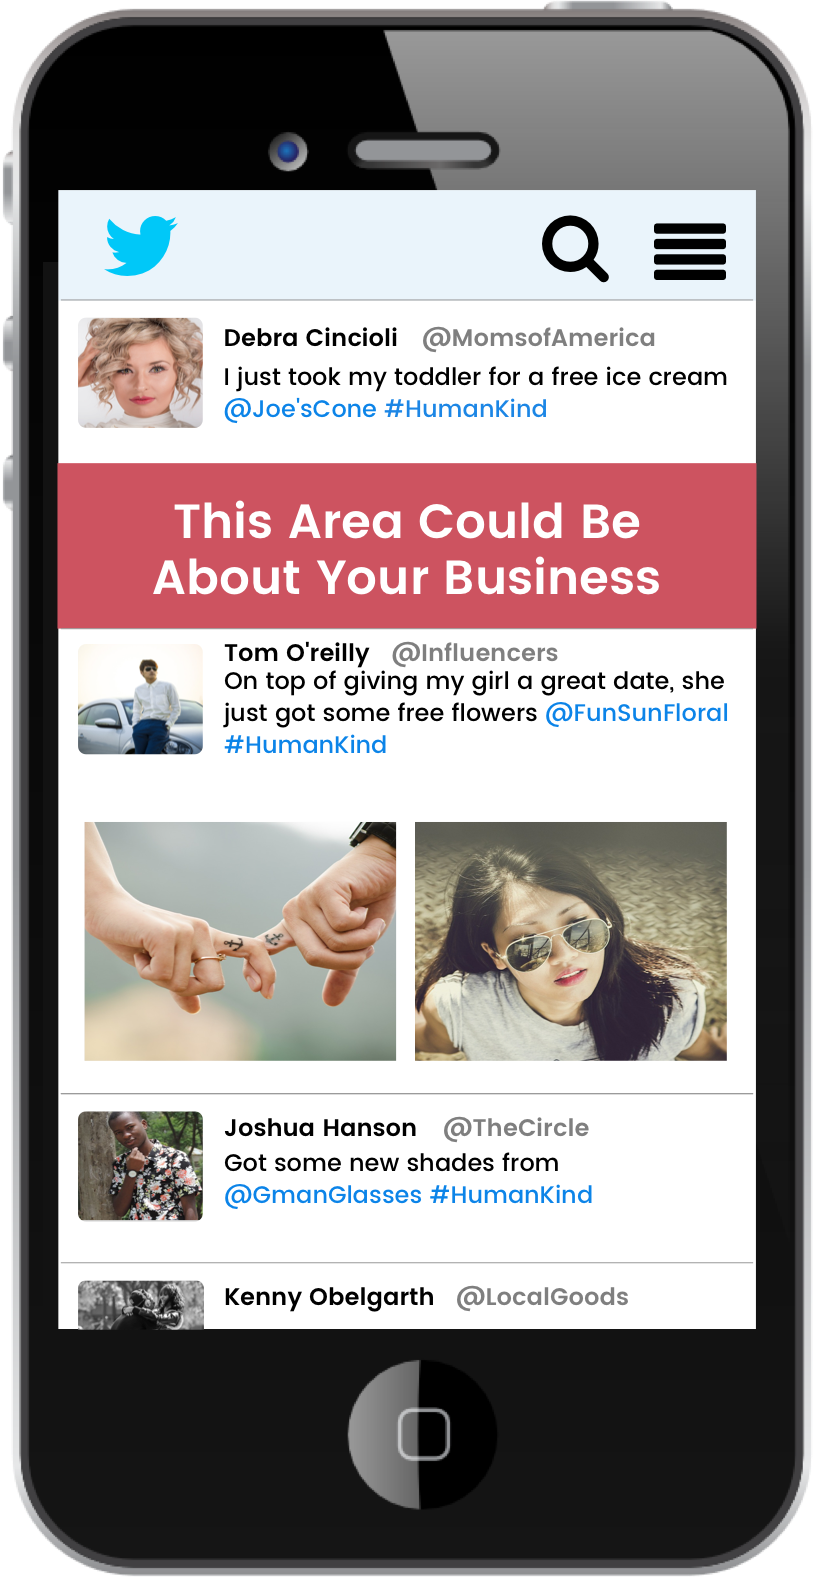 Debra Cincioli @MomsofAmerica
I just took my toddler for a free ice cream
@Joe'sCone #HumanKind
This Area Could Be
About Your Business
Tom O'reilly @Influencers
On top of giving my girl a great date, she
just got some free flowers @FunSunFloral
#HumanKind
Joshua Hanson @TheCircle
Got some new shades from
@GmanGlasses #HumanKind
Kenny Obelgarth @LocalGoods